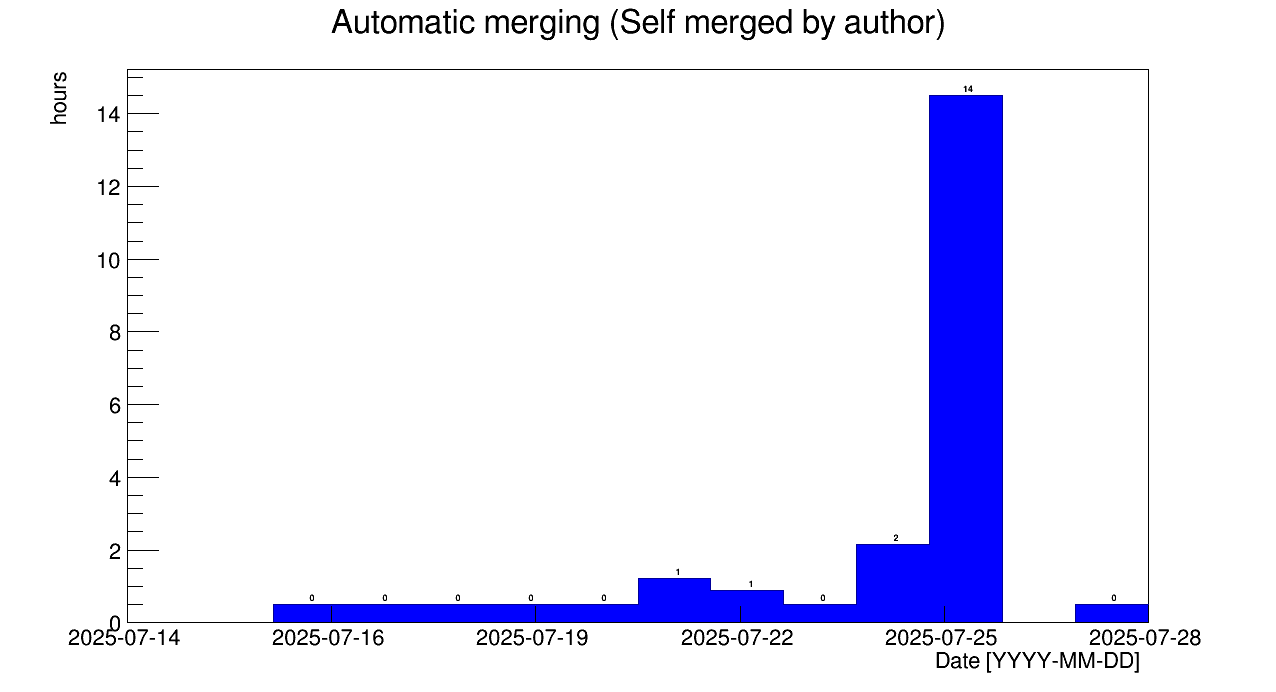 Automatic merging (Self merged by author)
hours
14
12
10
8
6
4
2
0
14
2
1
1
0 0 0 0 0 0 0
2025-07-14 2025-07-16 2025-07-19 2025-07-22 2025-07-25 2025-07-28
Date [YYYY-MM-DD]